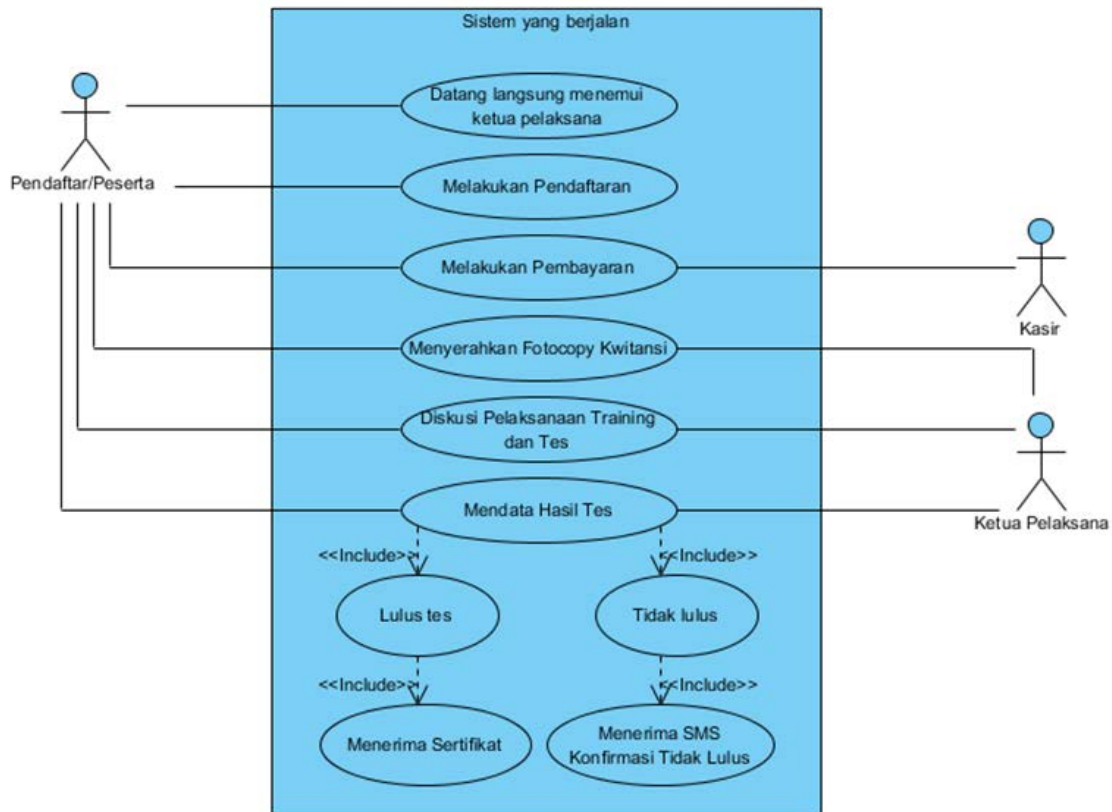 Sistem yang berjalan
Datang langsung menemui
ketua pelaksana
Pendaftar/Peserta
Melakukan Pendaftaran
Melakukan Pembayaran
Kasir
Menyerahkan Fotocopy Kwitansi
Diskusi Pelaksanaan Training
dan Tes
Mendata Hasil Tes
Ketua Pelaksana
<<Include>>
<<Include>>
Lulus tes
Tidak lulus
<<Include>>
<<Include>>
Menerima Sertifikat
Menerima SMS
Konfirmasi Tidak Lulus